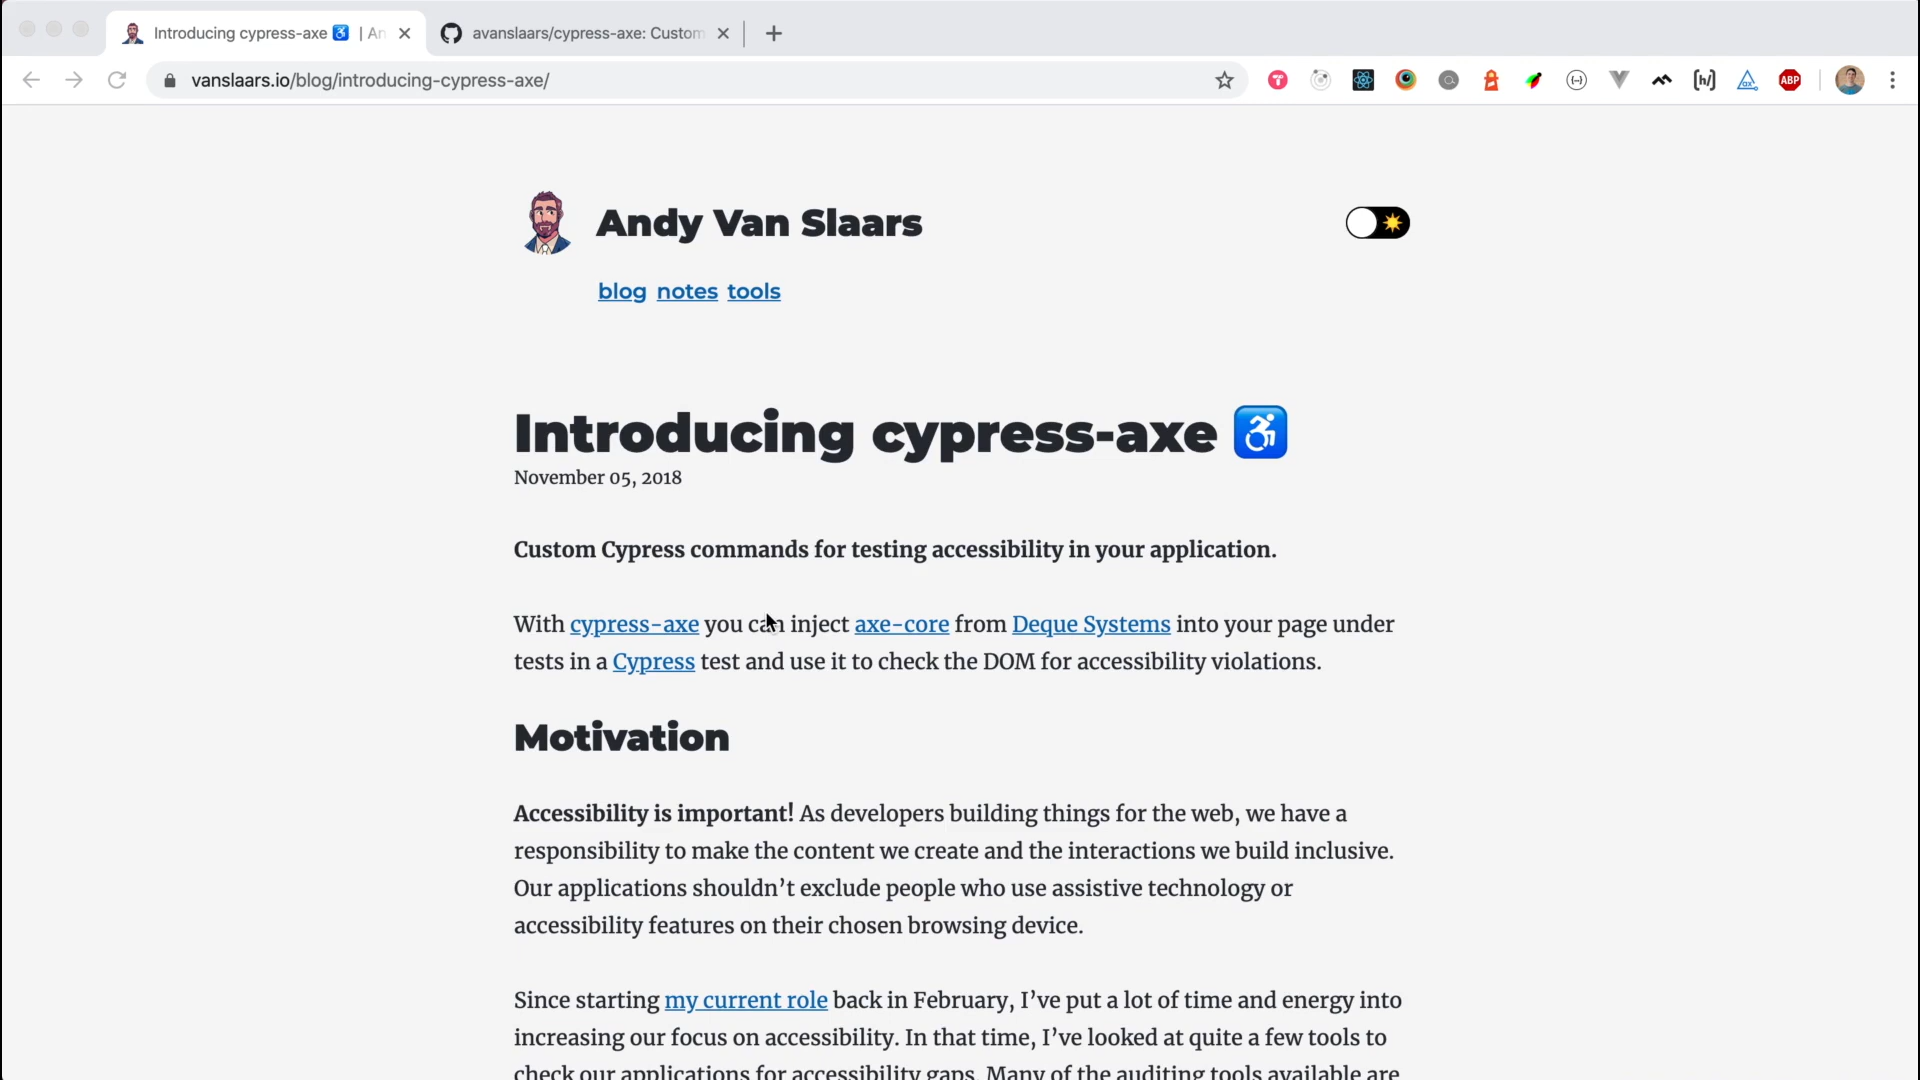 Introducing cypress-axe ♿ | An
avanslaars/cypress-axe: Custom
vanslaars.io/blog/introducing-cypress-axe/
ABP
Andy Van Slaars
blog notes tools
Introducing cypress-axe ♿
November 05, 2018
Custom Cypress commands for testing accessibility in your application.
With cypress-axe you can inject axe-core from Deque Systems into your page under
tests in a Cypress test and use it to check the DOM for accessibility violations.
Motivation
Accessibility is important! As developers building things for the web, we have a
responsibility to make the content we create and the interactions we build inclusive.
Our applications shouldn’t exclude people who use assistive technology or
accessibility features on their chosen browsing device.
Since starting my current role back in February, I’ve put a lot of time and energy into
increasing our focus on accessibility. In that time, I’ve looked at quite a few tools to
check our applications for accessibility gaps. Many of the auditing tools available are